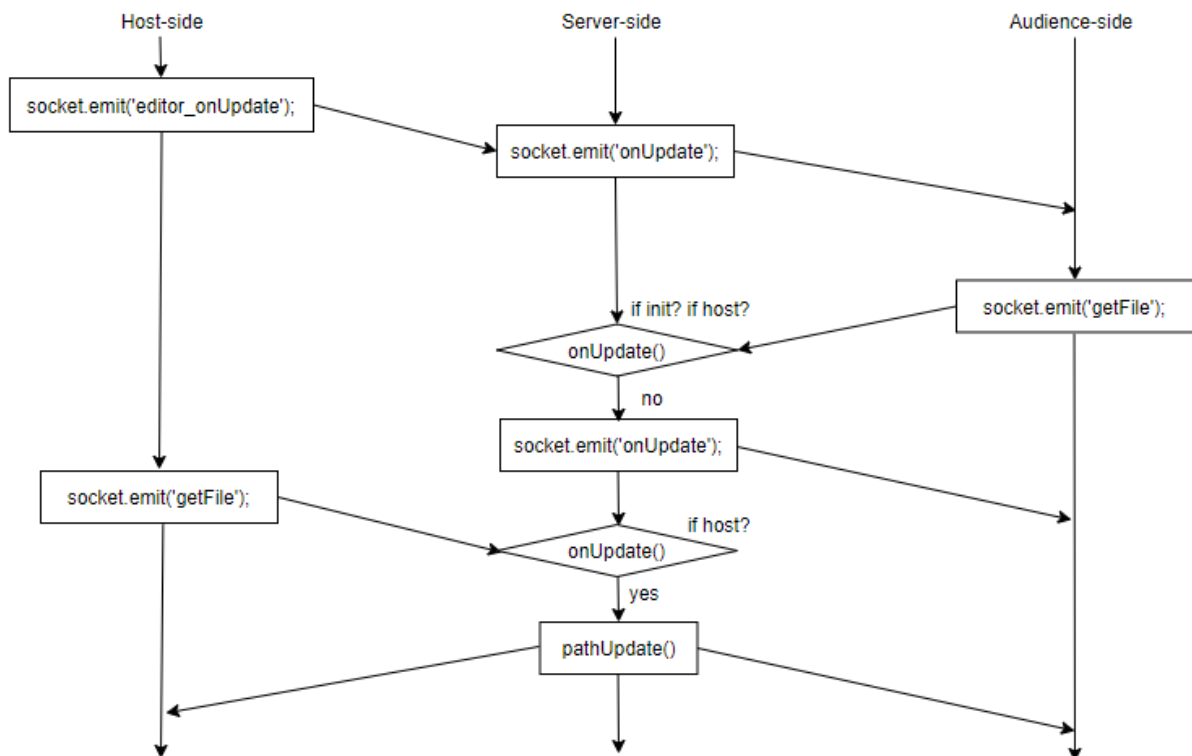 Host-side
Server-side
Audience-side
socket.emit('editor_onUpdate');
socket.emit('onUpdate');
socket.emit('getFile');
if init? if host?
onUpdate()
no
socket.emit('onUpdate');
socket.emit('getFile');
if host?
onUpdate()
yes
pathUpdate()